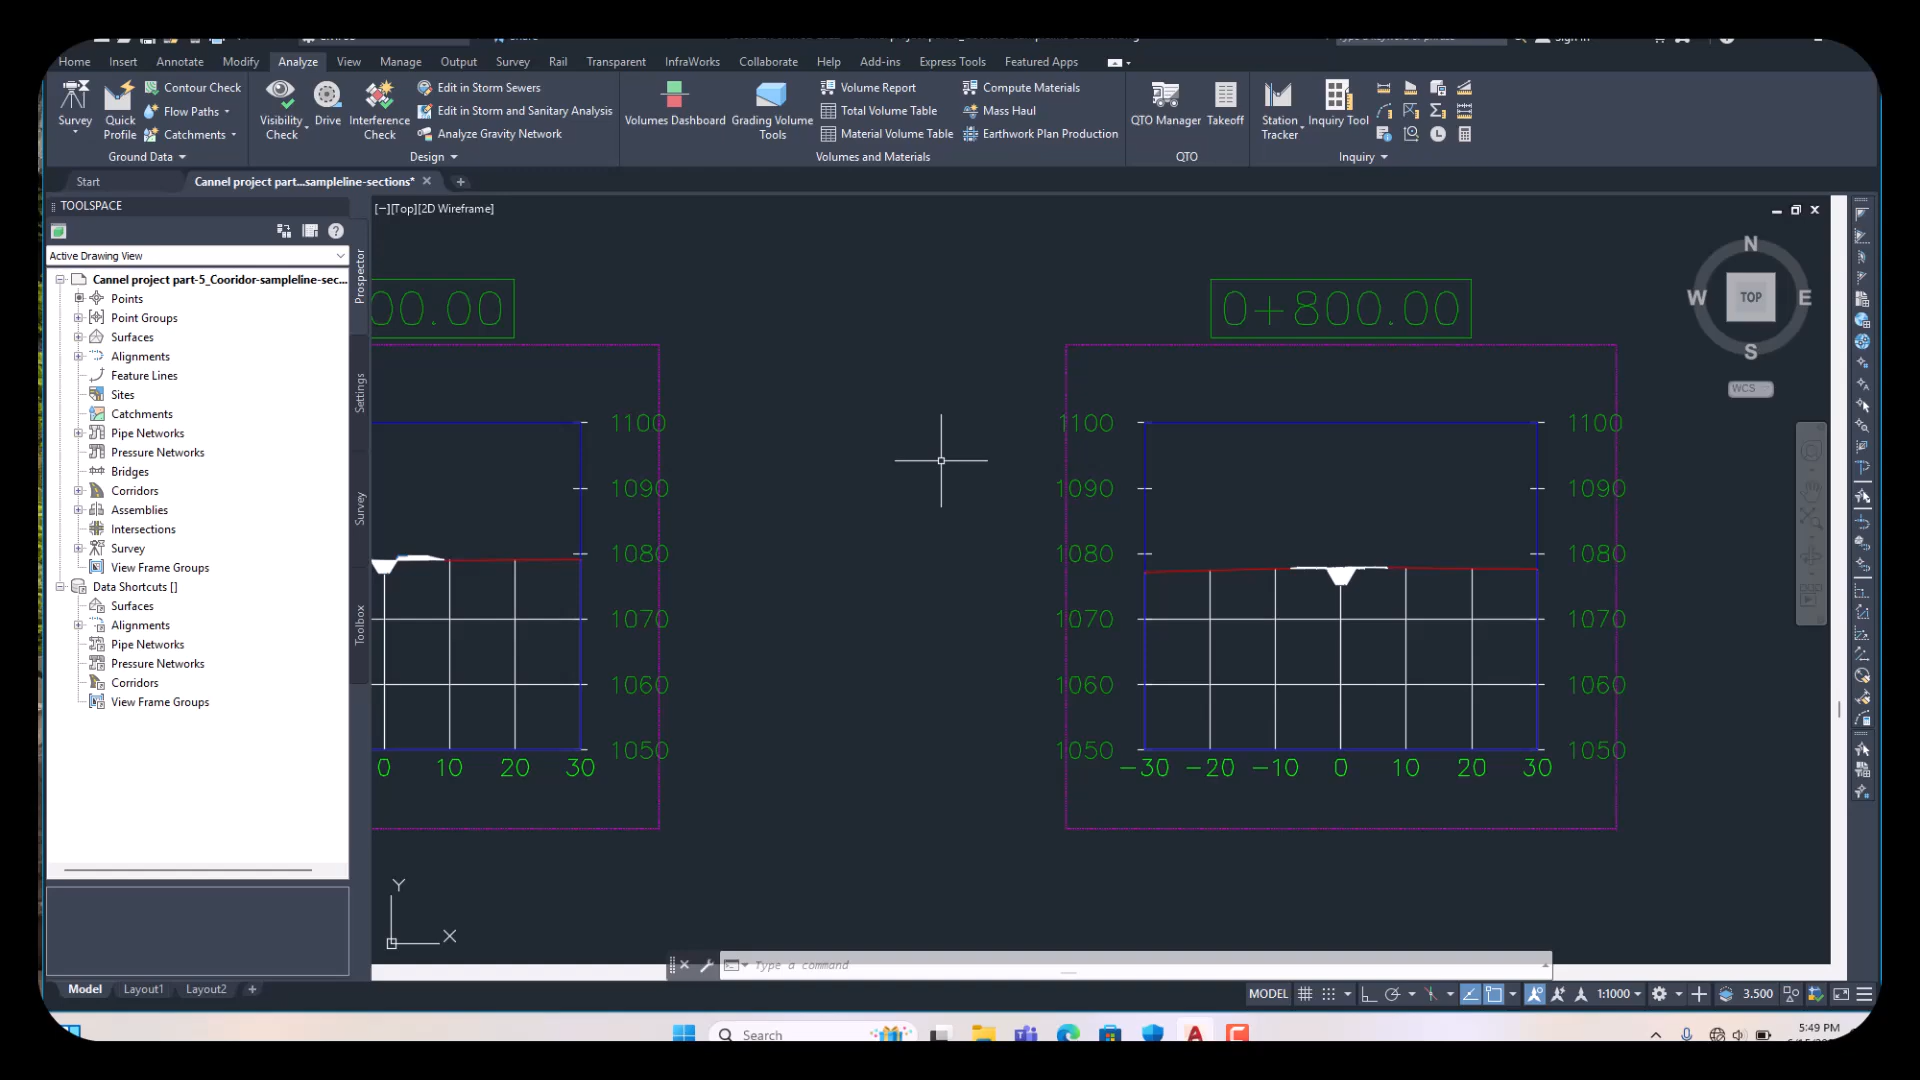 Home Insert Annotate Modify Analyze View Manage Output Survey Rail Transparent InfraWorks Collaborate Help Add-ins Express Tools Featured Apps
Survey
Quick Profile
Contour Check
Flow Paths
Catchments
Ground Data
Visibility Check
Drive
Interference Check
Edit in Storm Sewers
Edit in Storm and Sanitary Analysis
Analyze Gravity Network
Design
Volumes Dashboard
Grading Volume Tools
Volume Report
Total Volume Table
Material Volume Table
Compute Materials
Mass Haul
Earthwork Plan Production
Volumes and Materials
QTO Manager
Takeoff
QTO
Station Tracker
Inquiry Tool
Inquiry
Start
Cannel project part...sampleline-sections*
TOOLSPACE
Active Drawing View
Cannel project part-5_Cooridor-sampleline-sec...
Points
Point Groups
Surfaces
Alignments
Feature Lines
Sites
Catchments
Pipe Networks
Pressure Networks
Bridges
Corridors
Assemblies
Intersections
Survey
View Frame Groups
Data Shortcuts []
Surfaces
Alignments
Pipe Networks
Pressure Networks
Corridors
View Frame Groups
Prospector
Settings
Survey
Toolbox
[−][Top][2D Wireframe]
00.00
1100
1090
1080
1070
1060
1050
0 10 20 30
0+800.00
1100 1100
1090 1090
1080 1080
1070 1070
1060 1060
1050 1050
−30 −20 −10 0 10 20 30
N
W TOP E
S
WCS
Y
X
Type a command
Model Layout1 Layout2
MODEL 1:1000 3.500
Search
5:49 PM